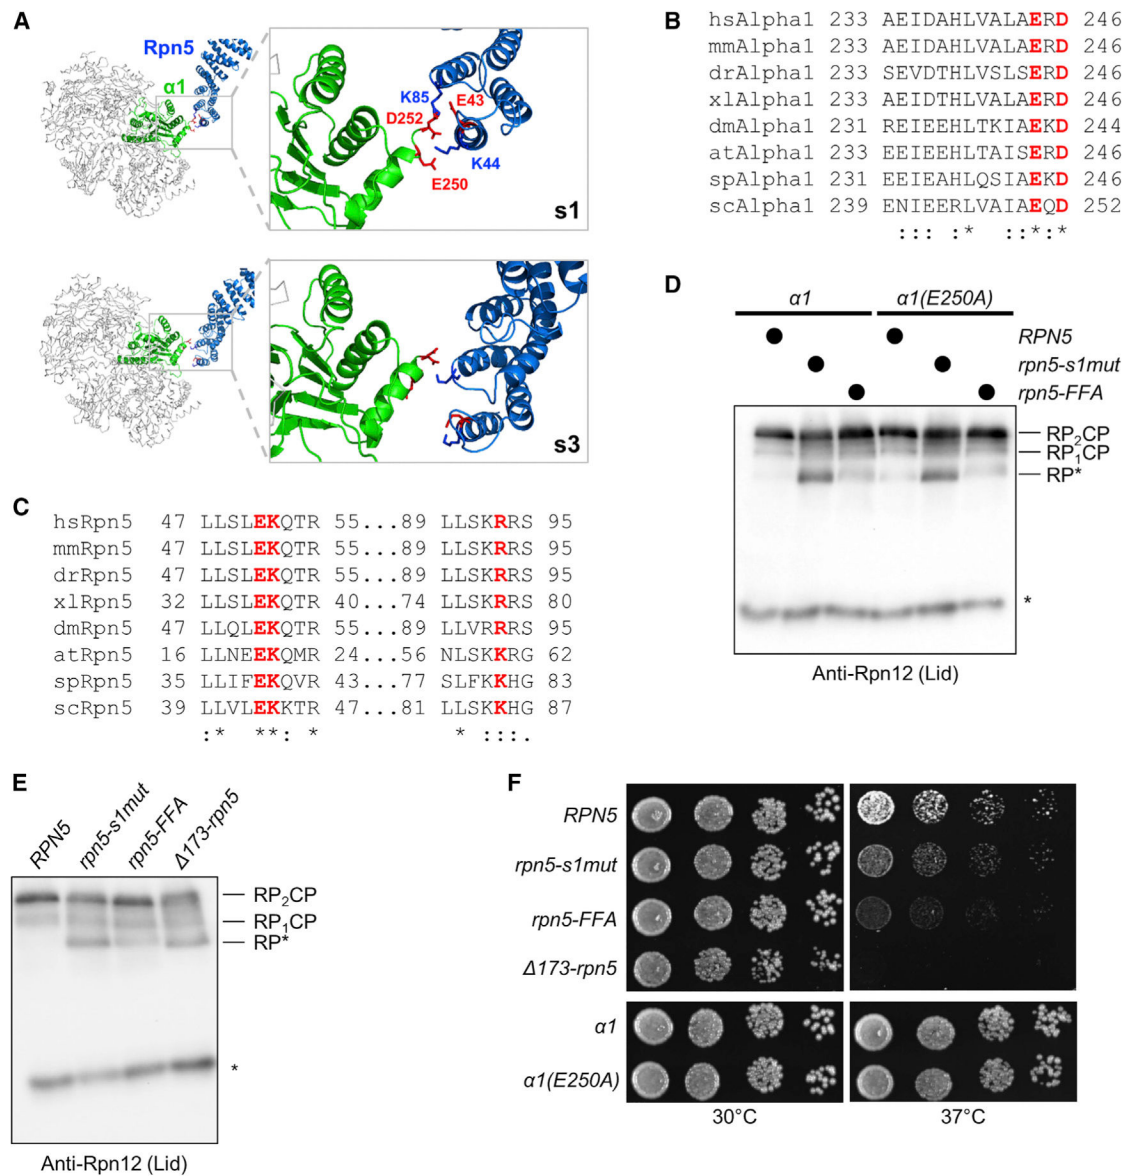 A
Rpn5
α1
K85
E43
D252
K44
E250
s1
s3
B
hsAlpha1 233 AEIDAHLVALAERD 246
mmAlpha1 233 AEIDAHLVALAERD 246
drAlpha1 233 SEVDTHLVSLSERD 246
xlAlpha1 233 AEIDTHLVALAERD 246
dmAlpha1 231 REIEEHLTKIAEKD 244
atAlpha1 233 EEIEEHLTAISERD 246
spAlpha1 231 EEIEAHLQSIAEKD 246
scAlpha1 239 ENIEERLVAIAEQD 252
::: :* ::*:*
C
hsRpn5 47 LLSLEKQTR 55...89 LLSKRRS 95
mmRpn5 47 LLSLEKQTR 55...89 LLSKRRS 95
drRpn5 47 LLSLEKQTR 55...89 LLSKRRS 95
xlRpn5 32 LLSLEKQTR 40...74 LLSKRRS 80
dmRpn5 47 LLQLEKQTR 55...89 LLVRRRS 95
atRpn5 16 LLNEEKQMR 24...56 NLSKKRG 62
spRpn5 35 LLIFEKQVR 43...77 SLFKKHG 83
scRpn5 39 LLVLEKKTR 47...81 LLSKKHG 87
:* **: * * :::.
D
α1 α1(E250A)
RPN5
rpn5-s1mut
rpn5-FFA
RP2CP
RP1CP
RP*
*
Anti-Rpn12 (Lid)
E
RPN5
rpn5-s1mut
rpn5-FFA
Δ173-rpn5
RP2CP
RP1CP
RP*
*
Anti-Rpn12 (Lid)
F
RPN5
rpn5-s1mut
rpn5-FFA
Δ173-rpn5
α1
α1(E250A)
30°C 37°C